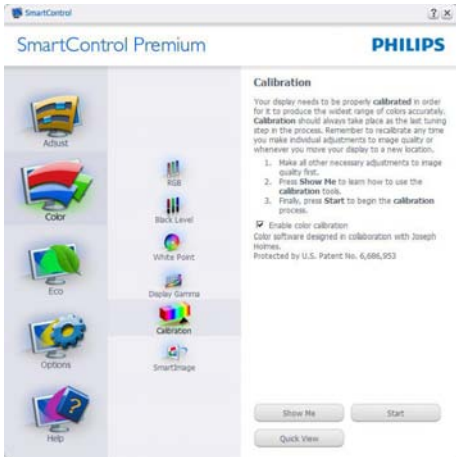 SmartControl
SmartControl Premium
PHILIPS
Adjust
Color
Eco
Options
Help
RGB
Black Level
White Point
Display Gamma
Calibration
SmartImage
Calibration
Your display needs to be properly calibrated in order
for it to produce the widest range of colors accurately.
Calibration should always take place as the last tuning
step in the process. Remember to recalibrate any time
you make individual adjustments to image quality or
whenever you move your display to a new location.
1. Make all other necessary adjustments to image
quality first.
2. Press Show Me to learn how to use the
calibration tools.
3. Finally, press Start to begin the calibration
process.
Enable color calibration
Color software designed in collaboration with Joseph
Holmes.
Protected by U.S. Patent No. 6,686,953
Show Me
Start
Quick View